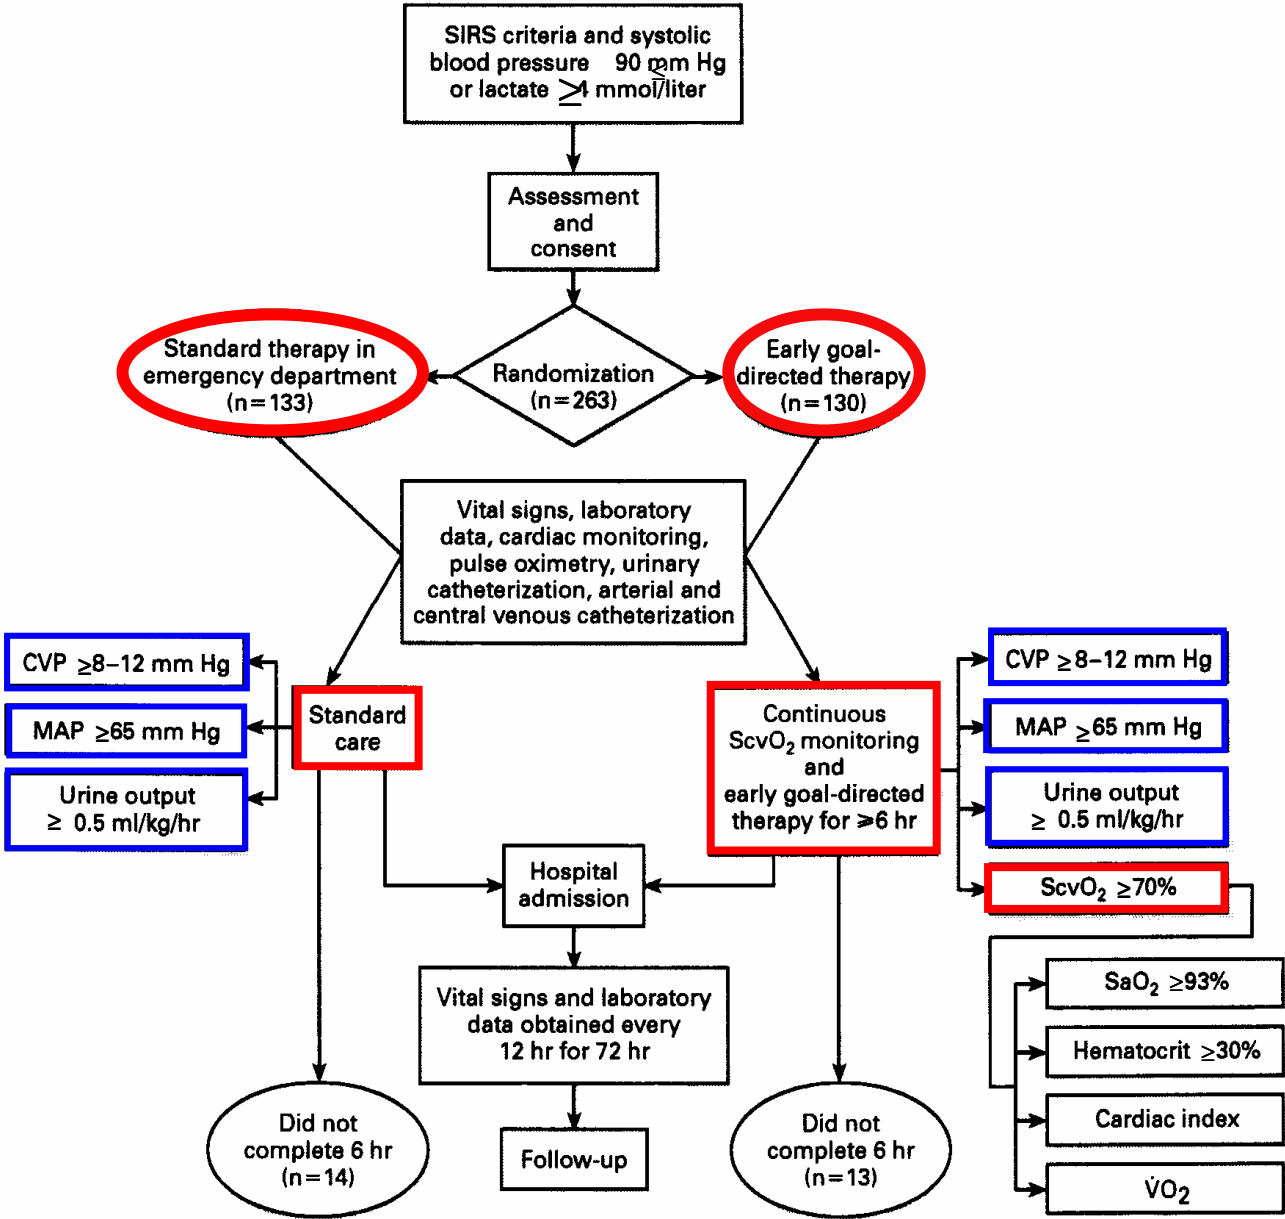 SIRS criteria and systolic
blood pressure ≤ 90 mm Hg
or lactate ≥4 mmol/liter
Assessment
and
consent
Standard therapy in
emergency department
(n=133)
Randomization
(n=263)
Early goal-
directed therapy
(n=130)
Vital signs, laboratory
data, cardiac monitoring,
pulse oximetry, urinary
catheterization, arterial and
central venous catheterization
CVP ≥8–12 mm Hg
MAP ≥65 mm Hg
Urine output
≥ 0.5 ml/kg/hr
Standard
care
Continuous
ScvO₂ monitoring
and
early goal-directed
therapy for ⩾6 hr
CVP ≥8–12 mm Hg
MAP ≥65 mm Hg
Urine output
≥ 0.5 ml/kg/hr
ScvO₂ ≥70%
SaO₂ ≥93%
Hematocrit ≥30%
Cardiac index
V̇O₂
Hospital
admission
Vital signs and laboratory
data obtained every
12 hr for 72 hr
Follow-up
Did not
complete 6 hr
(n=14)
Did not
complete 6 hr
(n=13)